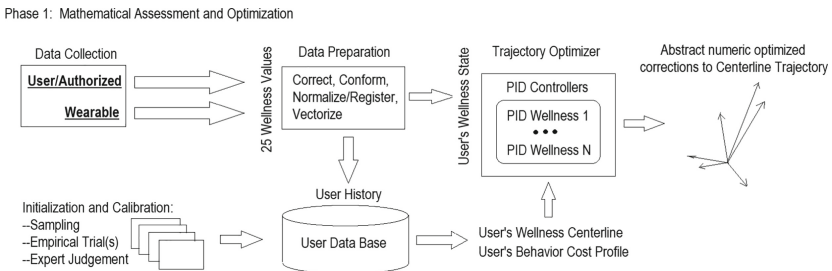 Phase 1: Mathematical Assessment and Optimization
Data Collection
User/Authorized
Wearable
25 Wellness Values
Data Preparation
Correct, Conform,
Normalize/Register,
Vectorize
User's Wellness State
Trajectory Optimizer
PID Controllers
PID Wellness 1
•••
PID Wellness N
Abstract numeric optimized
corrections to Centerline Trajectory
Initialization and Calibration:
--Sampling
--Empirical Trial(s)
--Expert Judgement
User History
User Data Base
User's Wellness Centerline
User's Behavior Cost Profile